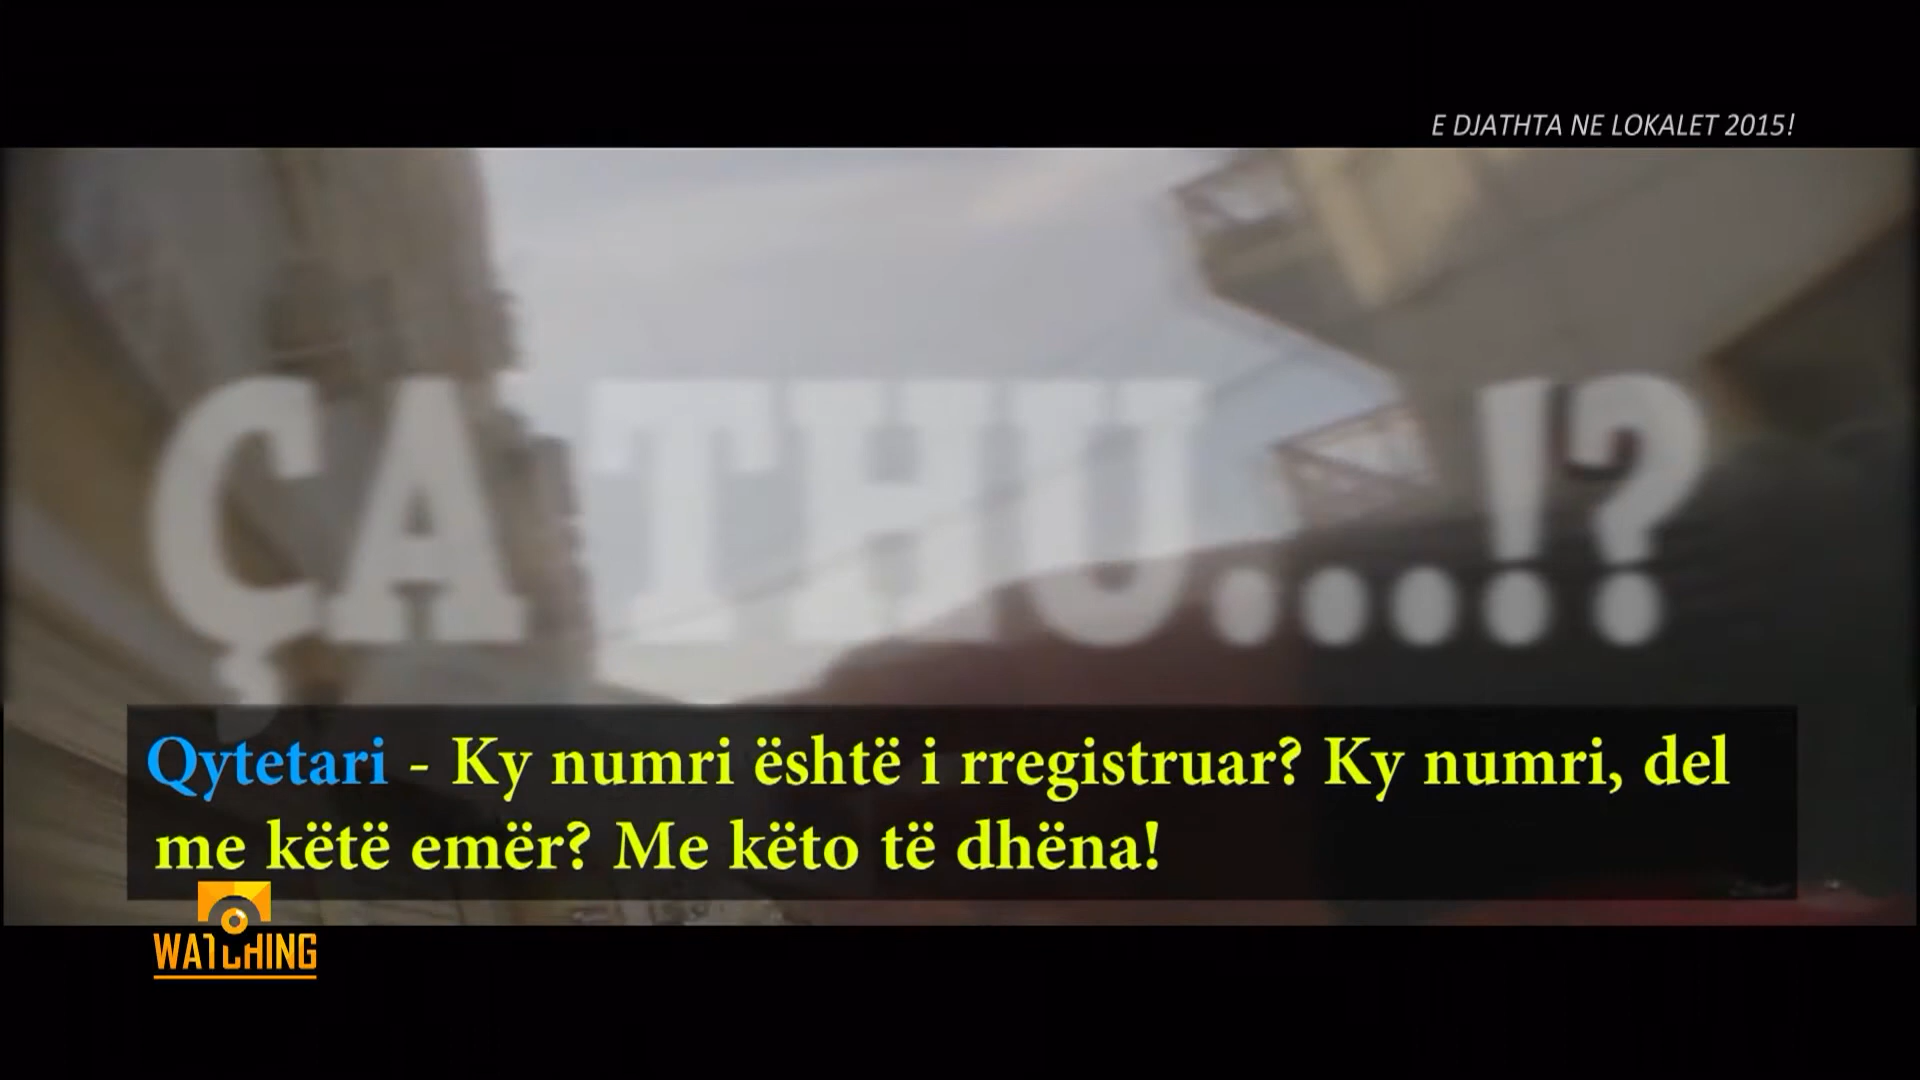 E DJATHTA NE LOKALET 2015!
ÇA THU...!?
Qytetari - Ky numri është i rregistruar? Ky numri, del
me këtë emër? Me këto të dhëna!
WATCHING